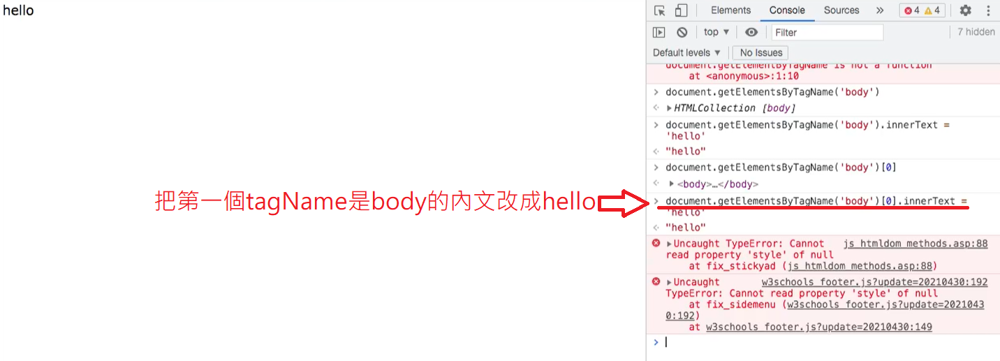 hello
Elements Console Sources » 4 4
top ▼ Filter 7 hidden
Default levels ▼ No Issues
document.getElementByTagName is not a function
at <anonymous>:1:10
> document.getElementsByTagName('body')
<· ▶HTMLCollection [body]
> document.getElementsByTagName('body').innerText =
'hello'
<· "hello"
> document.getElementsByTagName('body')[0]
<· ▶<body>…</body>
把第一個tagName是body的內文改成hello
> document.getElementsByTagName('body')[0].innerText =
'hello'
<· "hello"
▶Uncaught TypeError: Cannot js_htmldom_methods.asp:88
read property 'style' of null
at fix_stickyad (js_htmldom_methods.asp:88)
▶Uncaught w3schools_footer.js?update=20210430:192
TypeError: Cannot read property 'style' of null
at fix_sidemenu (w3schools_footer.js?update=2021043
0:192)
at w3schools_footer.js?update=20210430:149
>